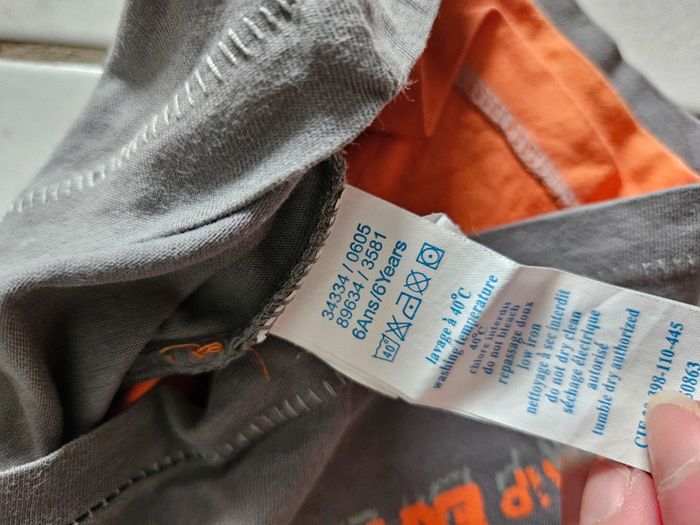 34334 / 0605
89634 / 3581
6Ans/6Years
40°
lavage à 40°C
washing temperature
40°C
chlore interdit
do not bleach
repassage doux
low iron
nettoyage à sec interdit
do not dry clean
séchage électrique
autorisé
tumble dry authorized
398-110-445
0863